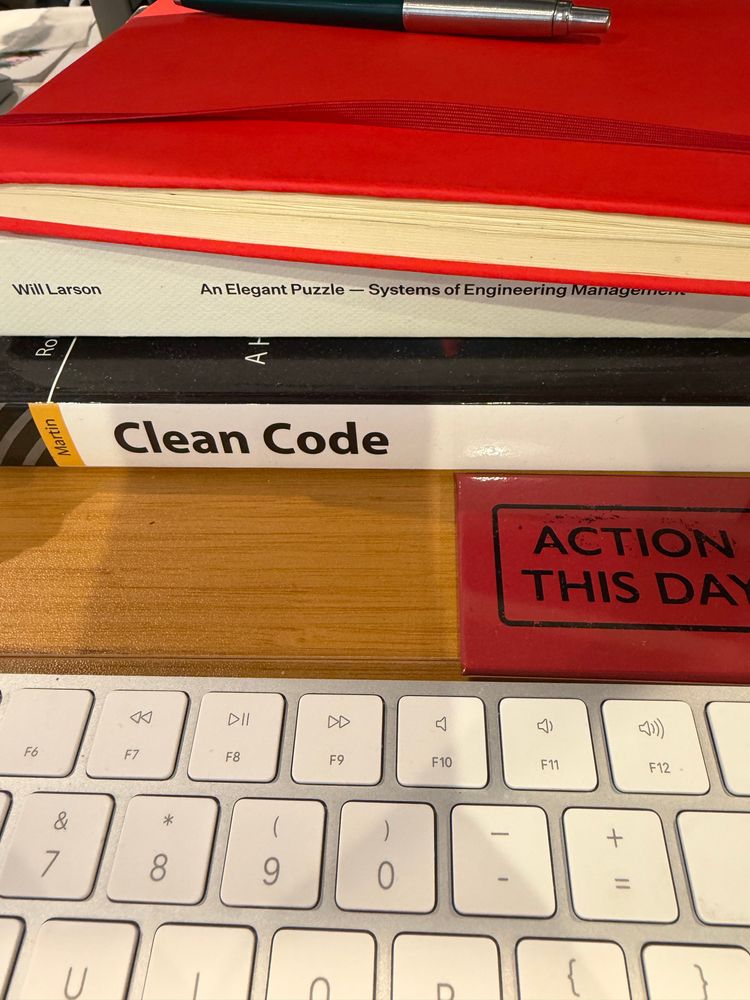 Will Larson An Elegant Puzzle — Systems of Engineering Management
Ro
A H
Martin Clean Code
ACTION
THIS DAY
F6 F7 F8 F9 F10 F11 F12
& * ( ) — +
7 8 9 0 - =
U I O P { }